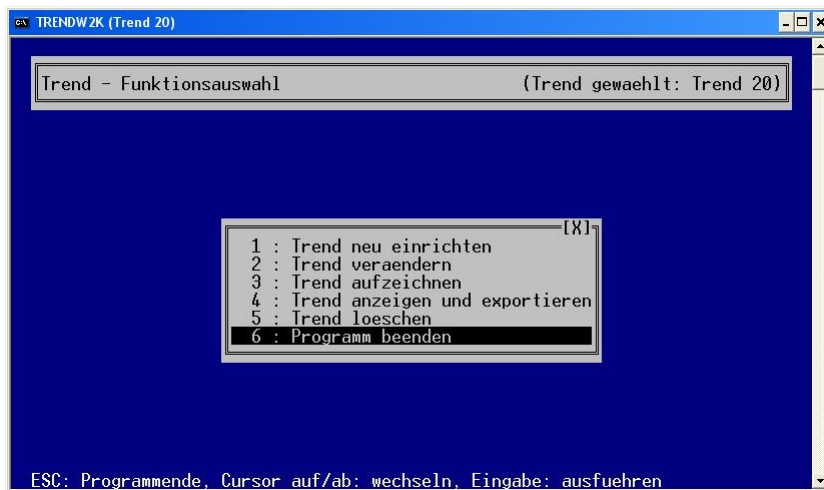 TRENDW2K (Trend 20)
Trend - Funktionsauswahl (Trend gewaehlt: Trend 20)
[X]
1 : Trend neu einrichten
2 : Trend veraendern
3 : Trend aufzeichnen
4 : Trend anzeigen und exportieren
5 : Trend loeschen
6 : Programm beenden
ESC: Programmende, Cursor auf/ab: wechseln, Eingabe: ausfuehren